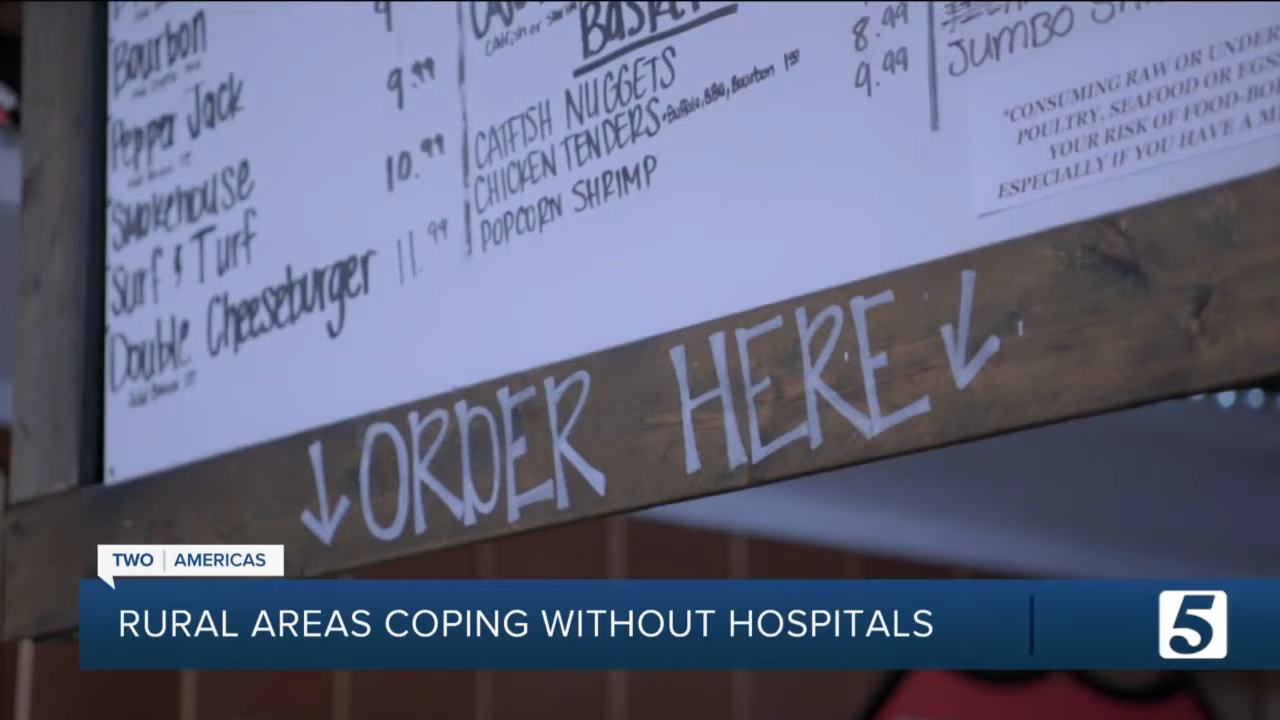 Bourbon
9.99
Pepper Jack
10.99
Smokehouse
Surf & Turf
Double Cheeseburger 11.99
BASKET
8.99
CATFISH NUGGETS
9.99
CHICKEN TENDERS Buffalo, BBQ, Bourbon
POPCORN SHRIMP
JUMBO
*CONSUMING RAW OR UNDER
POULTRY, SEAFOOD OR EGGS
YOUR RISK OF FOOD-BO
ESPECIALLY IF YOU HAVE A M
↓ ORDER HERE ↓
TWO | AMERICAS
RURAL AREAS COPING WITHOUT HOSPITALS
5